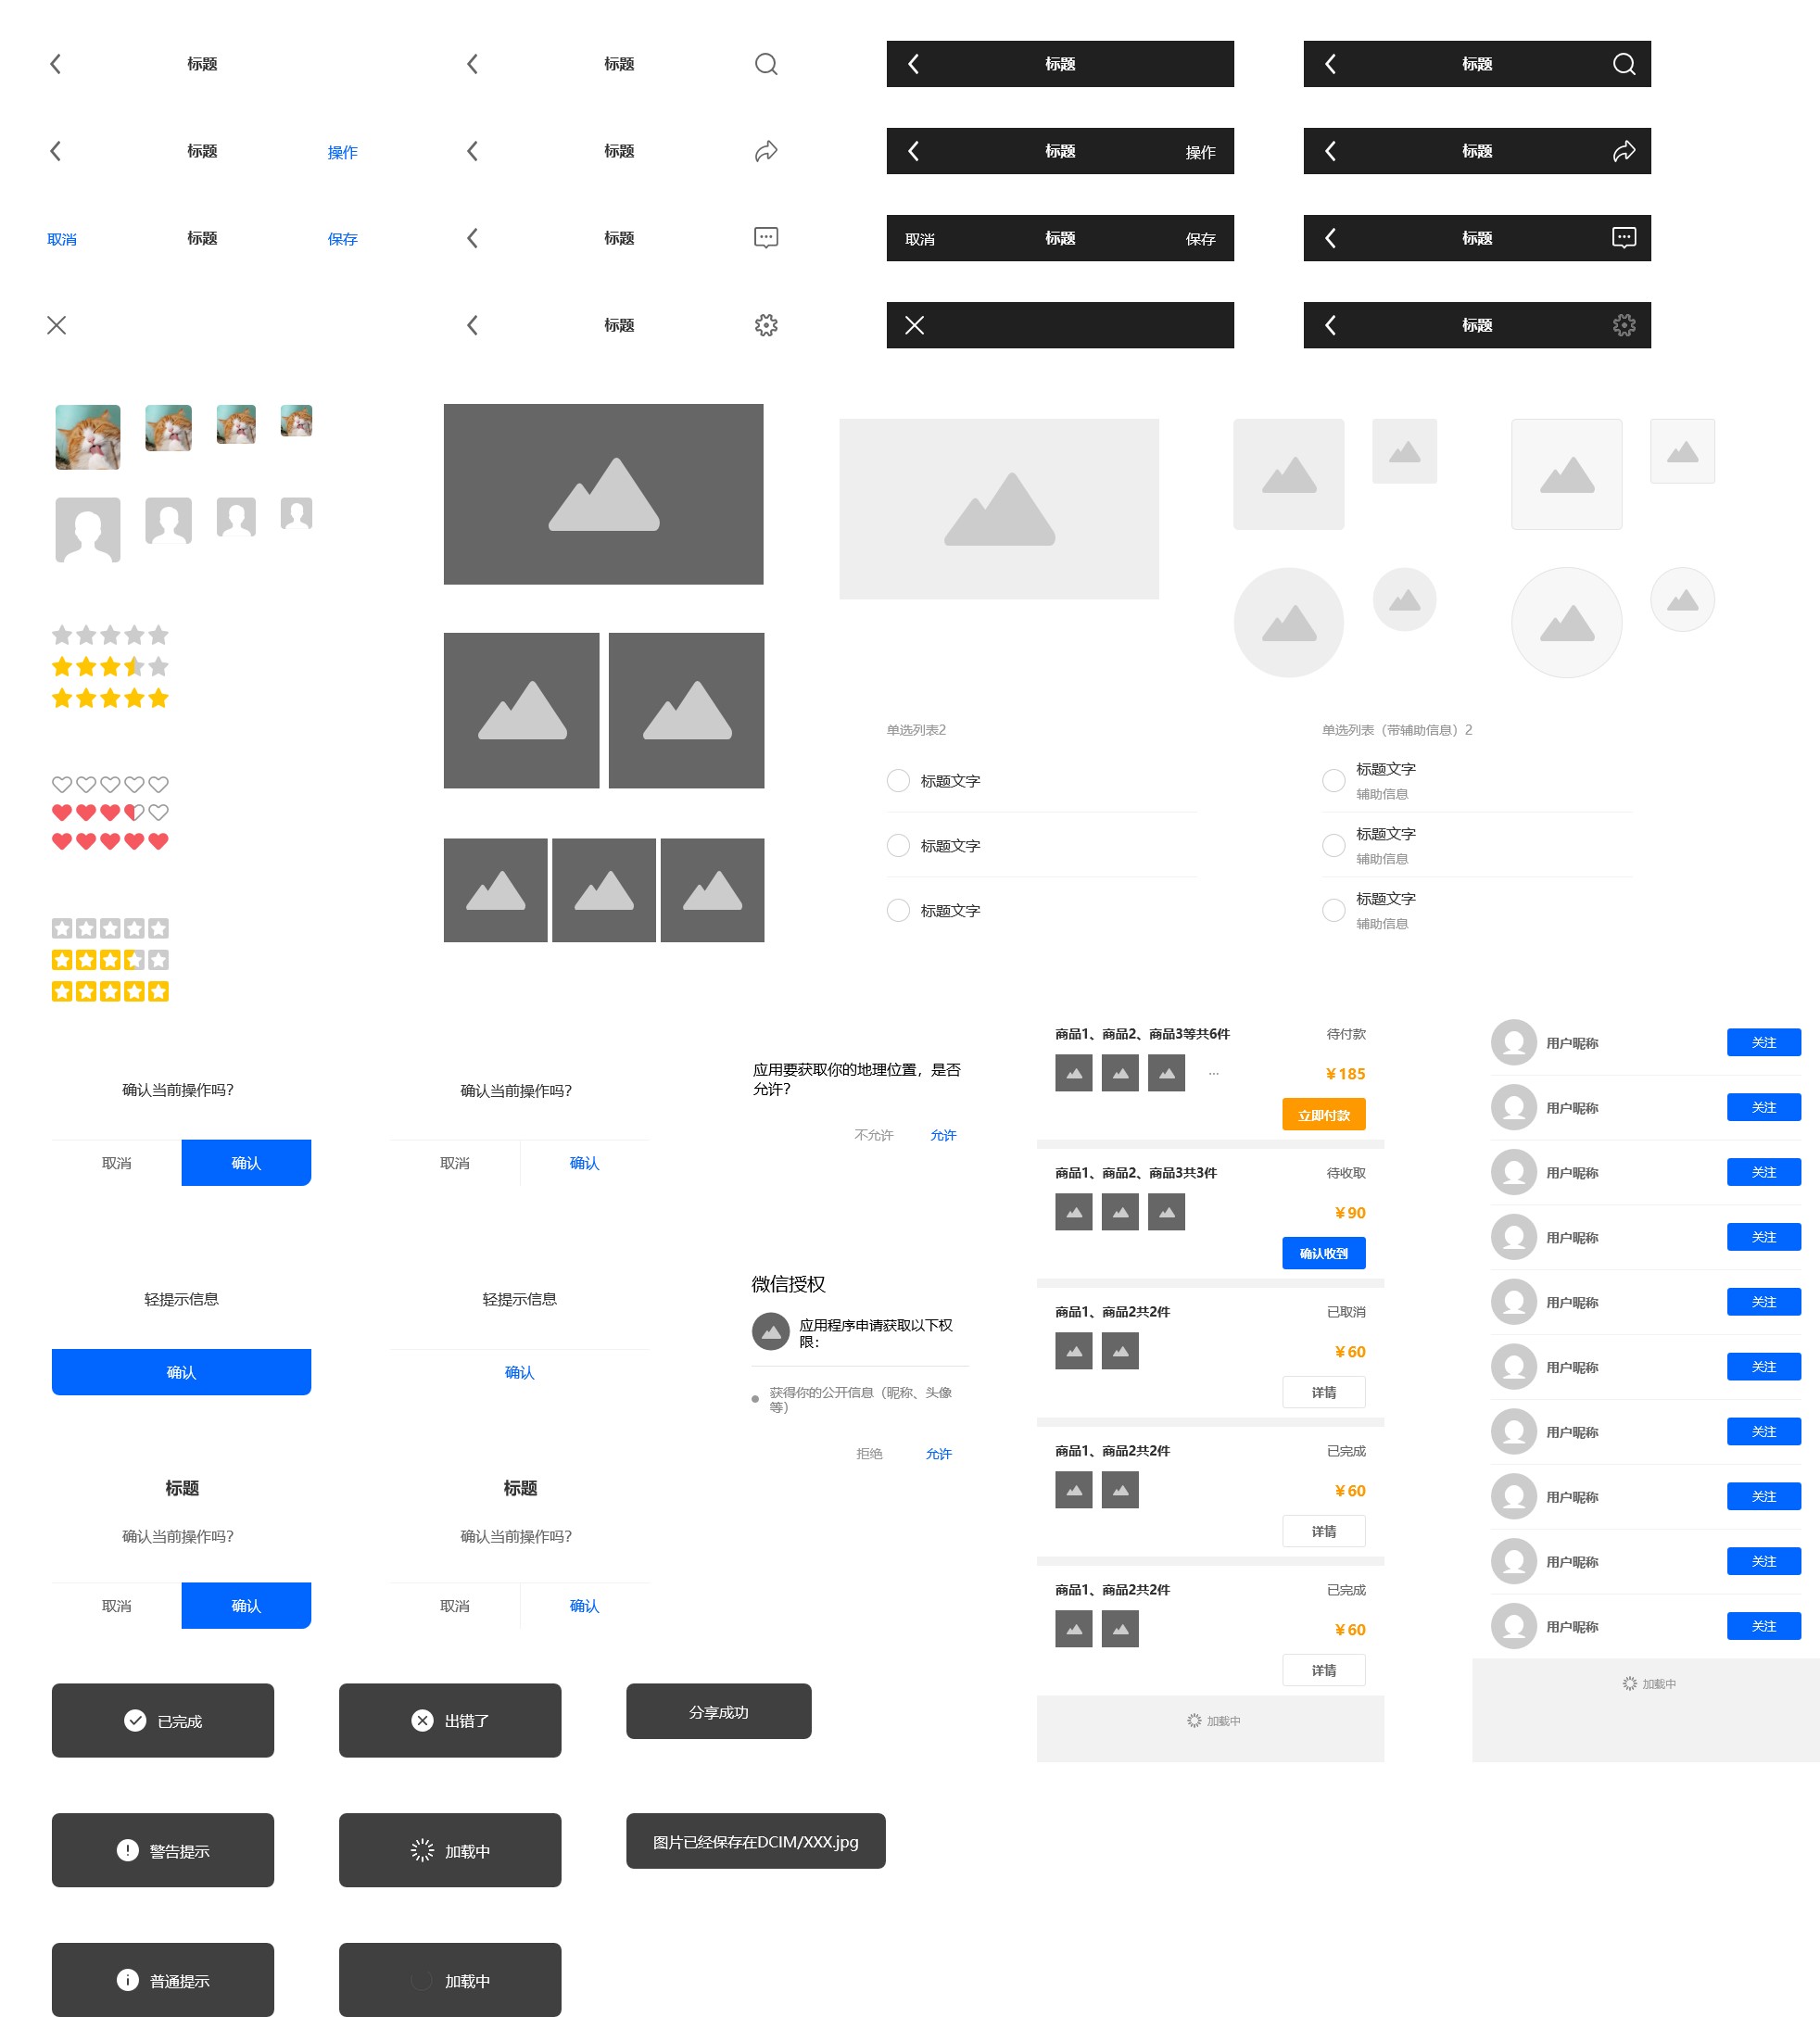 标题
标题
标题
标题
标题
操作
标题
标题
操作
标题
取消
标题
保存
标题
取消
标题
保存
标题
标题
标题
单选列表2
标题文字
标题文字
标题文字
单选列表（带辅助信息）2
标题文字
辅助信息
标题文字
辅助信息
标题文字
辅助信息
确认当前操作吗？
取消
确认
确认当前操作吗？
取消
确认
应用要获取你的地理位置，是否
允许？
不允许
允许
轻提示信息
确认
轻提示信息
确认
微信授权
应用程序申请获取以下权
限：
获得你的公开信息（昵称、头像
等）
拒绝
允许
标题
确认当前操作吗？
取消
确认
标题
确认当前操作吗？
取消
确认
商品1、商品2、商品3等共6件
待付款
...
￥185
立即付款
商品1、商品2、商品3共3件
待收取
￥90
确认收到
商品1、商品2共2件
已取消
￥60
详情
商品1、商品2共2件
已完成
￥60
详情
商品1、商品2共2件
已完成
￥60
详情
加载中
用户昵称
关注
用户昵称
关注
用户昵称
关注
用户昵称
关注
用户昵称
关注
用户昵称
关注
用户昵称
关注
用户昵称
关注
用户昵称
关注
用户昵称
关注
加载中
已完成
出错了
分享成功
警告提示
加载中
图片已经保存在DCIM/XXX.jpg
普通提示
加载中